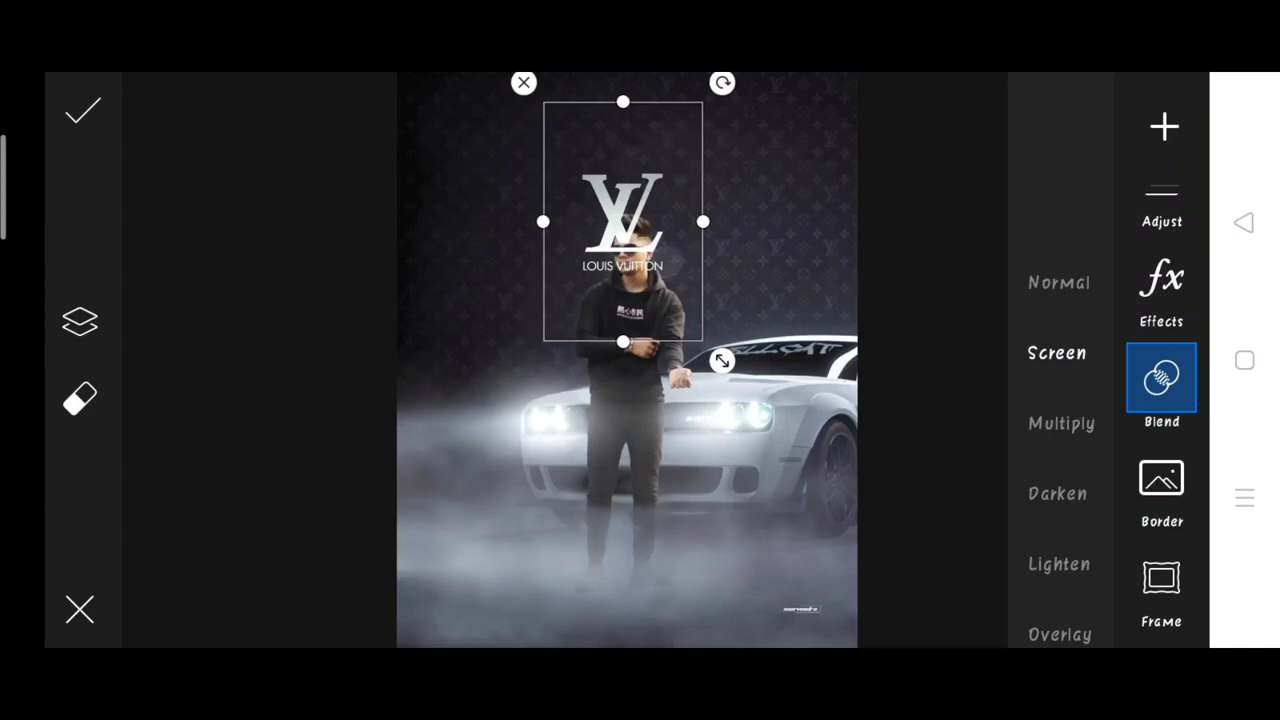 Adjust
Effects
Blend
Border
Frame
Normal
Screen
Multiply
Darken
Lighten
Overlay
LV
LOUIS VUITTON